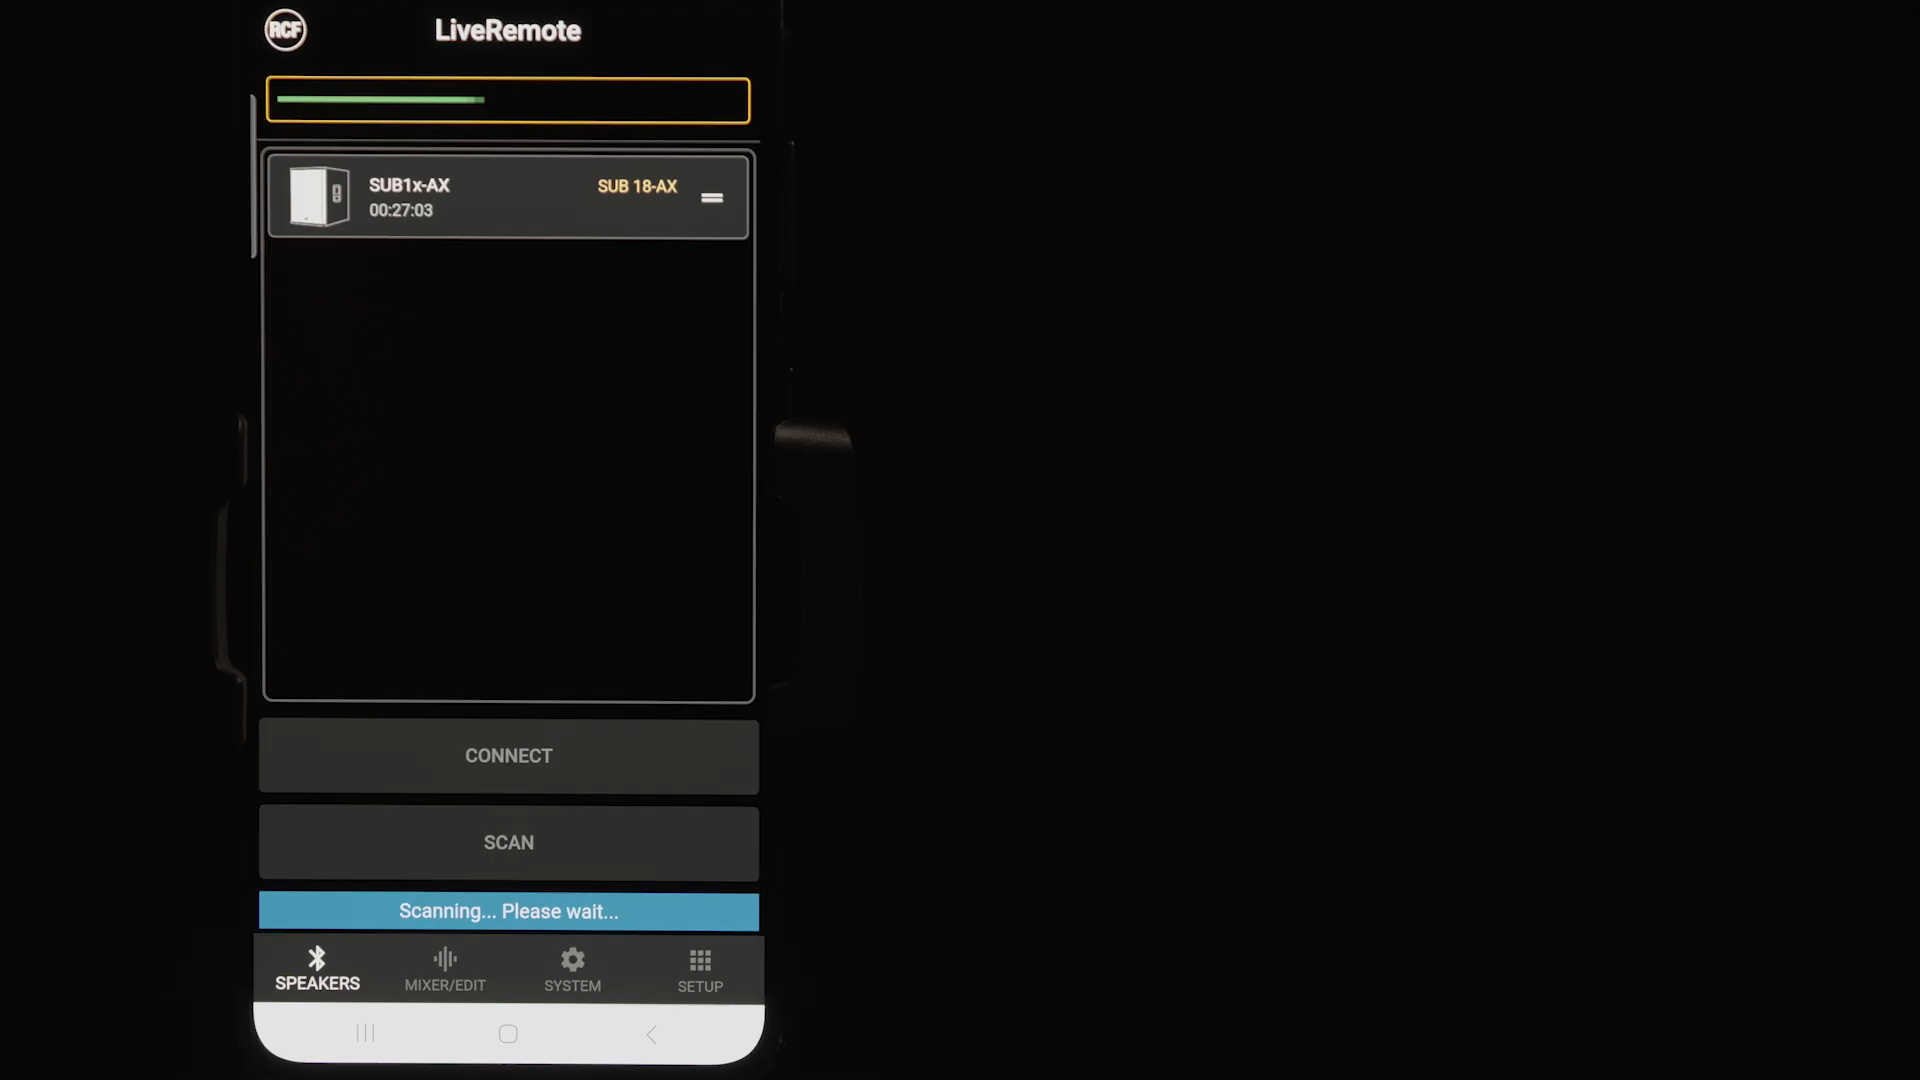 RCF
LiveRemote
SUB1x-AX
SUB 18-AX
00:27:03
CONNECT
SCAN
Scanning... Please wait...
SPEAKERS
MIXER/EDIT
SYSTEM
SETUP